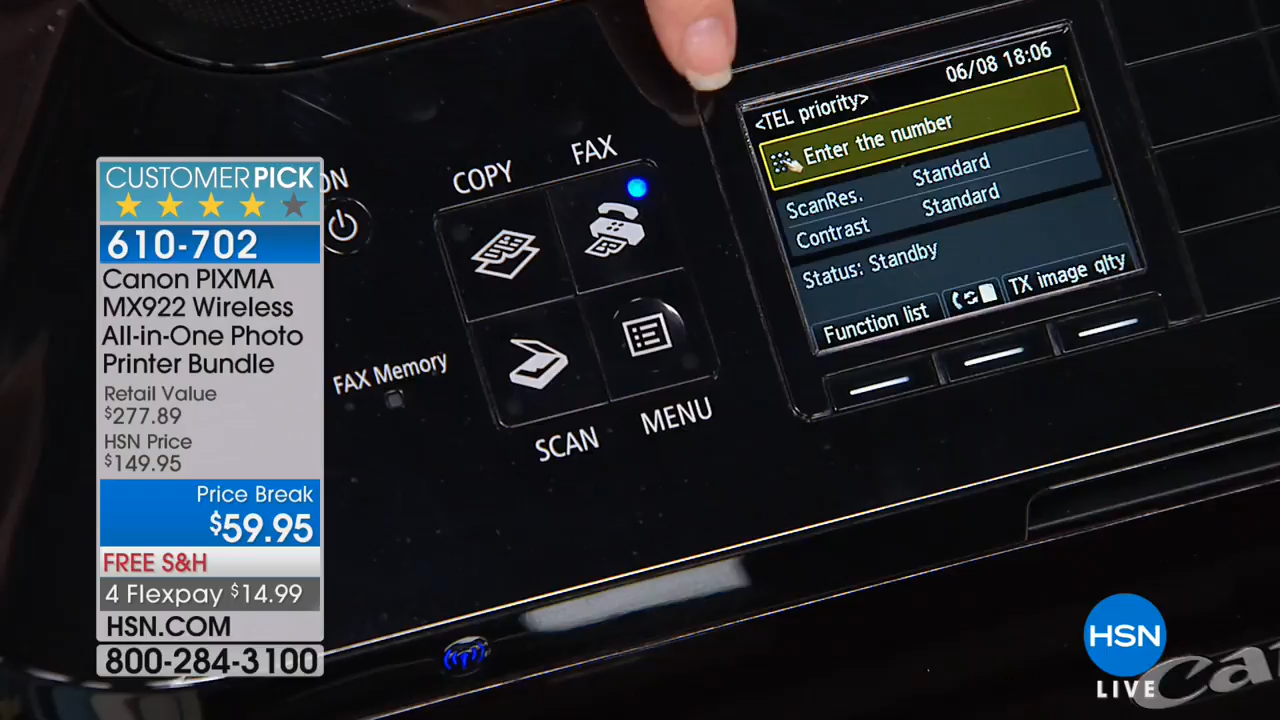 CUSTOMER PICK
610-702
Canon PIXMA
MX922 Wireless
All-in-One Photo
Printer Bundle
Retail Value
$277.89
HSN Price
$149.95
Price Break
$59.95
FREE S&H
4 Flexpay $14.99
HSN.COM
800-284-3100
ON
COPY
FAX
FAX Memory
SCAN
MENU
06/08 18:06
<TEL priority>
Enter the number
ScanRes. Standard
Contrast Standard
Status: Standby
Function list
TX image qlty
HSN
LIVE